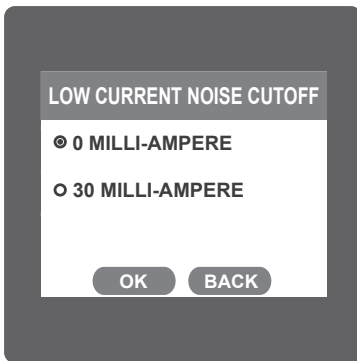 LOW CURRENT NOISE CUTOFF
0 MILLI-AMPERE
30 MILLI-AMPERE
OK BACK